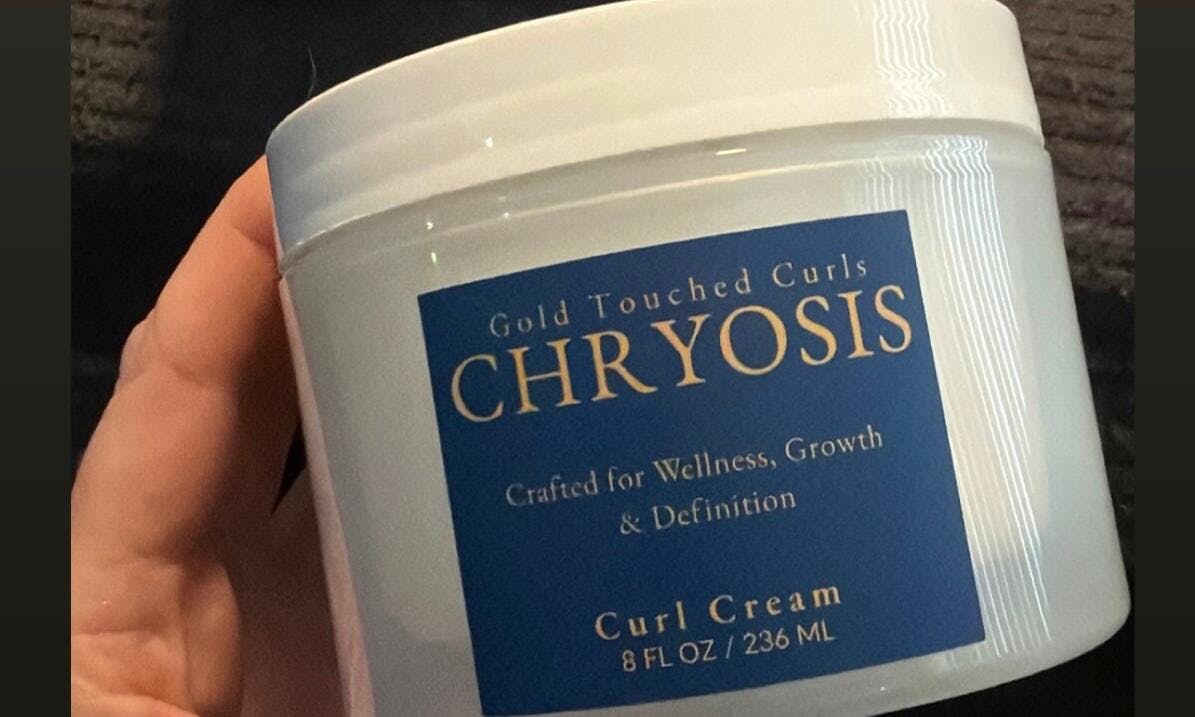 Gold Touched Curls
CHRYOSIS
Crafted for Wellness, Growth
& Definition
Curl Cream
8 FL OZ / 236 ML